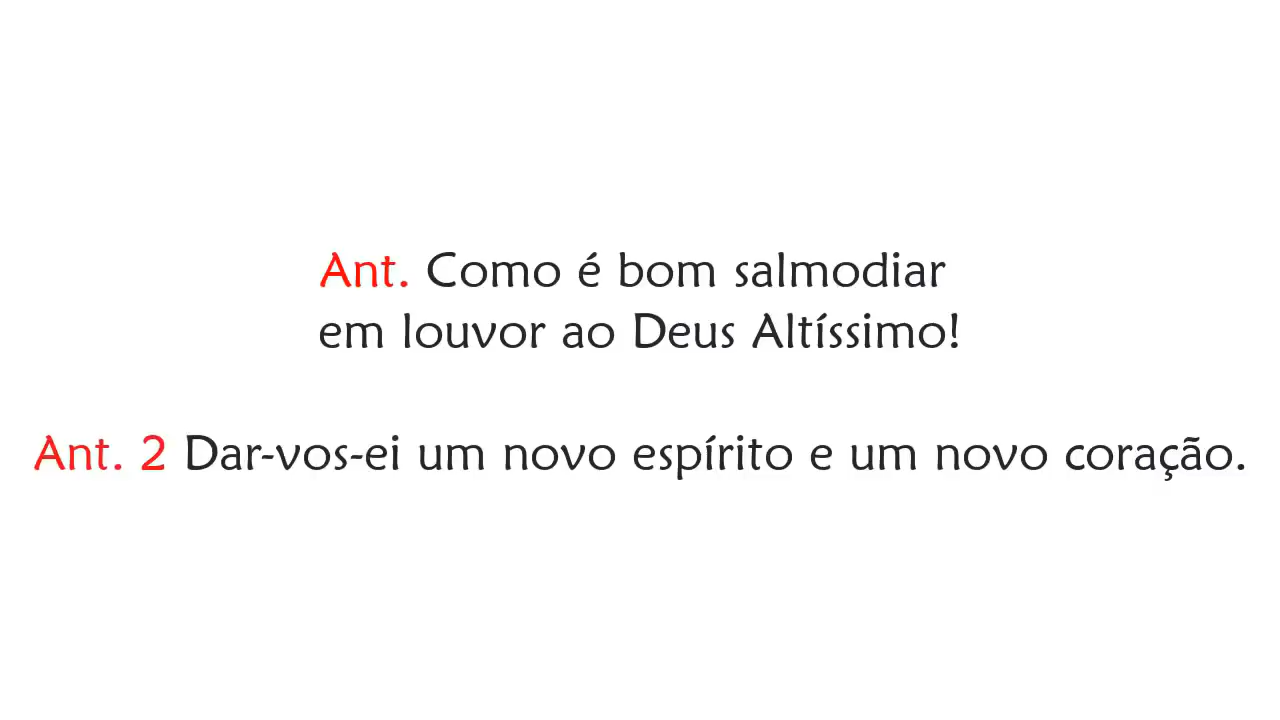 Ant. Como é bom salmodiar
em louvor ao Deus Altíssimo!
Ant. 2 Dar-vos-ei um novo espírito e um novo coração.